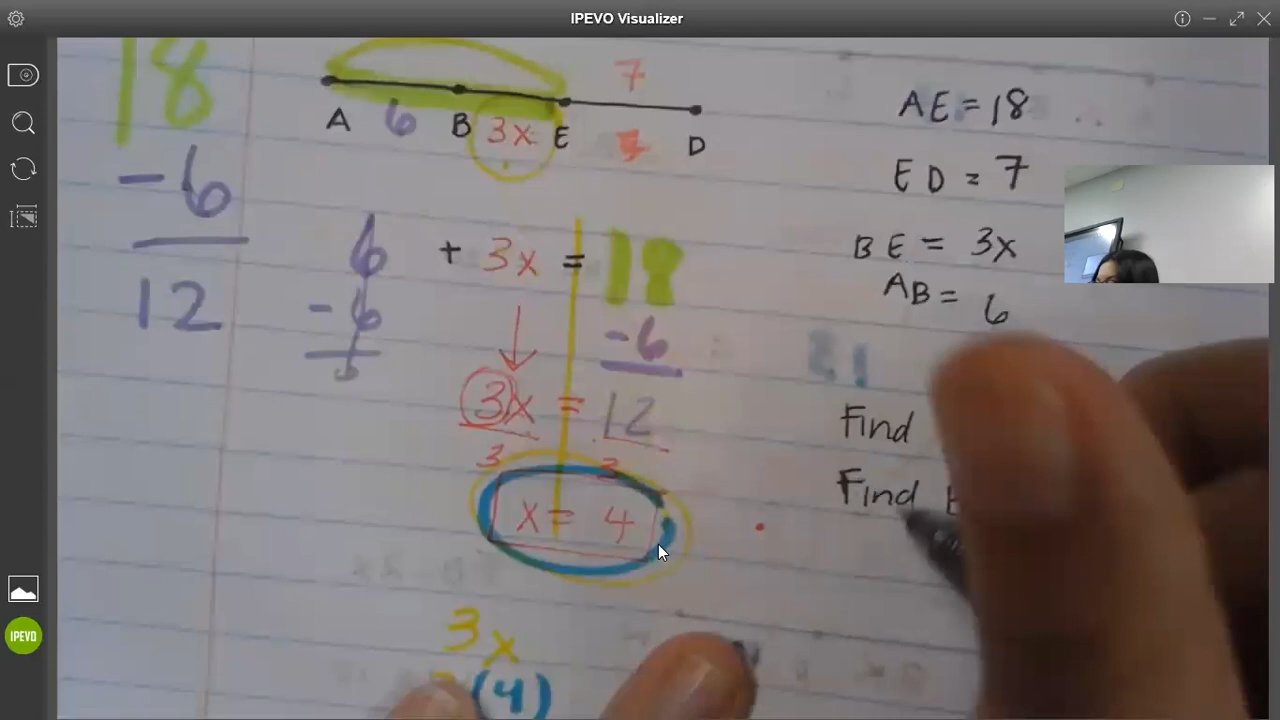 IPEVO Visualizer
18
7
A 6 B 3x E D
AE = 18
- 6
ED = 7
12
6 + 3x = 18
BE = 3x
AB = 6
- 6 - 6
3x = 12
3 3
Find
Find
x = 4
3x
(4)
IPEVO